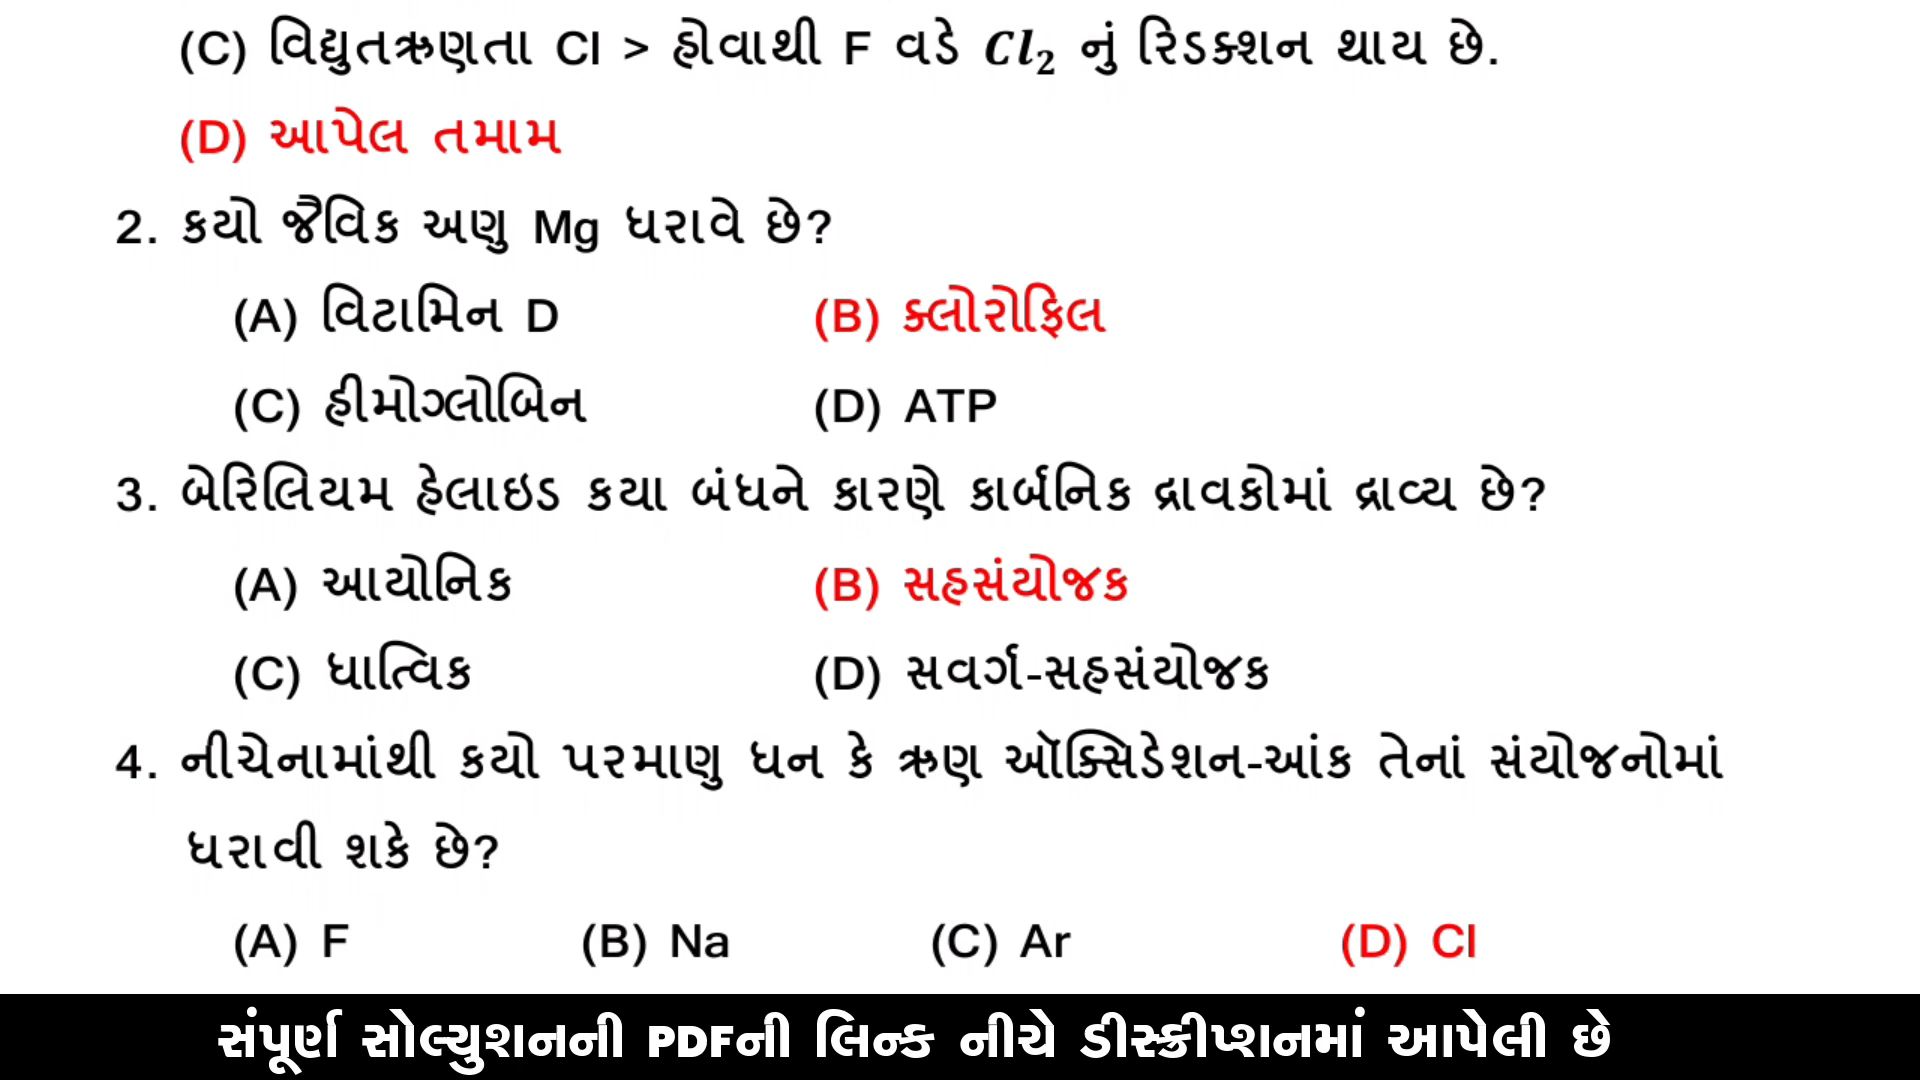 (C) વિદ્યુતઋણતા Cl > હોવાથી F વડે Cl₂ નું રિડક્શન થાય છે.
(D) આપેલ તમામ
2. કયો જૈવિક અણુ Mg ધરાવે છે?
(A) વિટામિન D (B) ક્લોરોફિલ
(C) હીમોગ્લોબિન (D) ATP
3. બેરિલિયમ હેલાઇડ કયા બંધને કારણે કાર્બનિક દ્રાવકોમાં દ્રાવ્ય છે?
(A) આયોનિક (B) સહસંયોજક
(C) ધાત્વિક (D) સવર્ગ-સહસંયોજક
4. નીચેનામાંથી કયો પરમાણુ ધન કે ઋણ ઑક્સિડેશન-આંક તેનાં સંયોજનોમાં
ધરાવી શકે છે?
(A) F (B) Na (C) Ar (D) Cl
સંપૂર્ણ સોલ્યુશનની PDFની લિન્ક નીચે ડીસ્ક્રીપ્શનમાં આપેલી છે